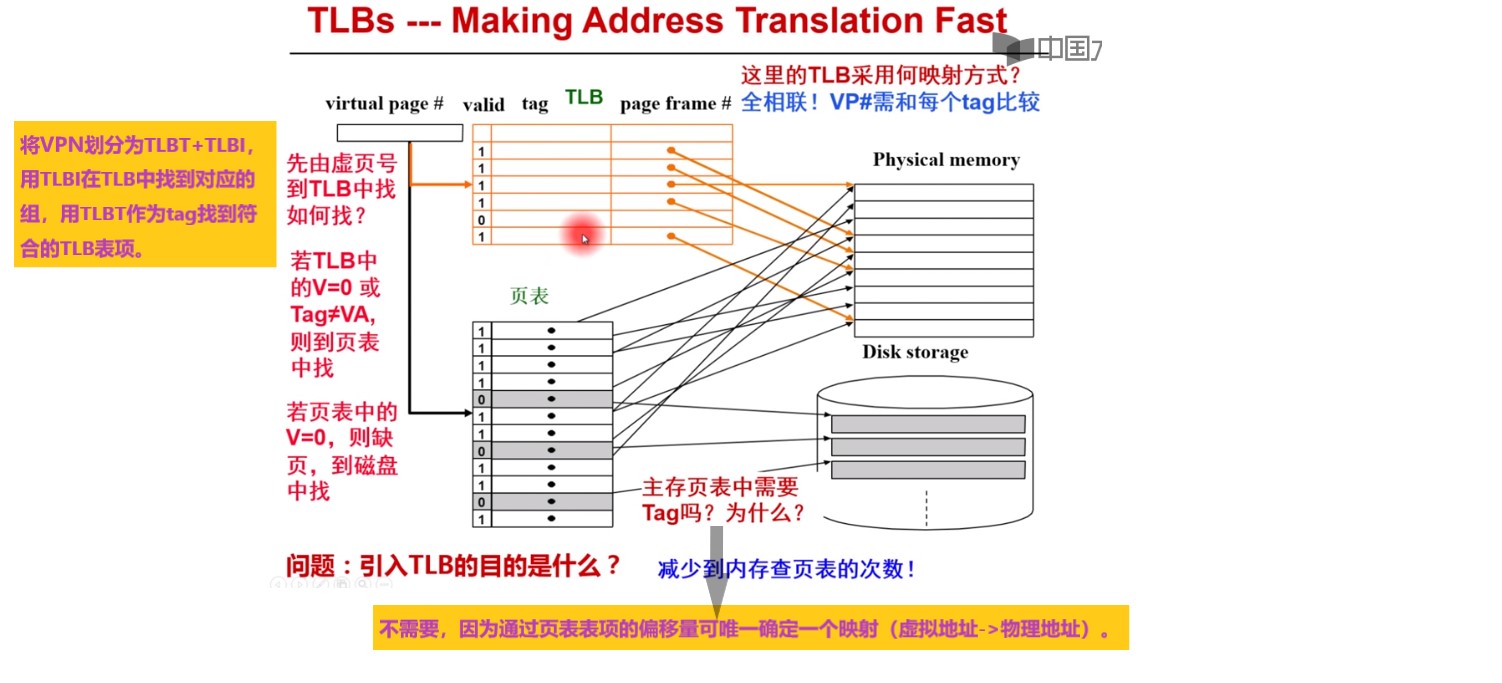 TLBs --- Making Address Translation Fast
中国
这里的TLB采用何映射方式？
全相联！VP#需和每个tag比较
virtual page #
valid
tag
TLB
page frame #
将VPN划分为TLBT+TLBI，
用TLBI在TLB中找到对应的
组，用TLBT作为tag找到符
合的TLB表项。
先由虚页号
到TLB中找
如何找？
1
1
1
1
0
1
Physical memory
若TLB中
的V=0 或
Tag≠VA,
则到页表
中找
页表
1
1
1
1
0
1
1
0
1
1
0
1
若页表中的
V=0，则缺
页，到磁盘
中找
Disk storage
主存页表中需要
Tag吗？为什么？
问题：引入TLB的目的是什么？
减少到内存查页表的次数！
不需要，因为通过页表表项的偏移量可唯一确定一个映射（虚拟地址->物理地址）。